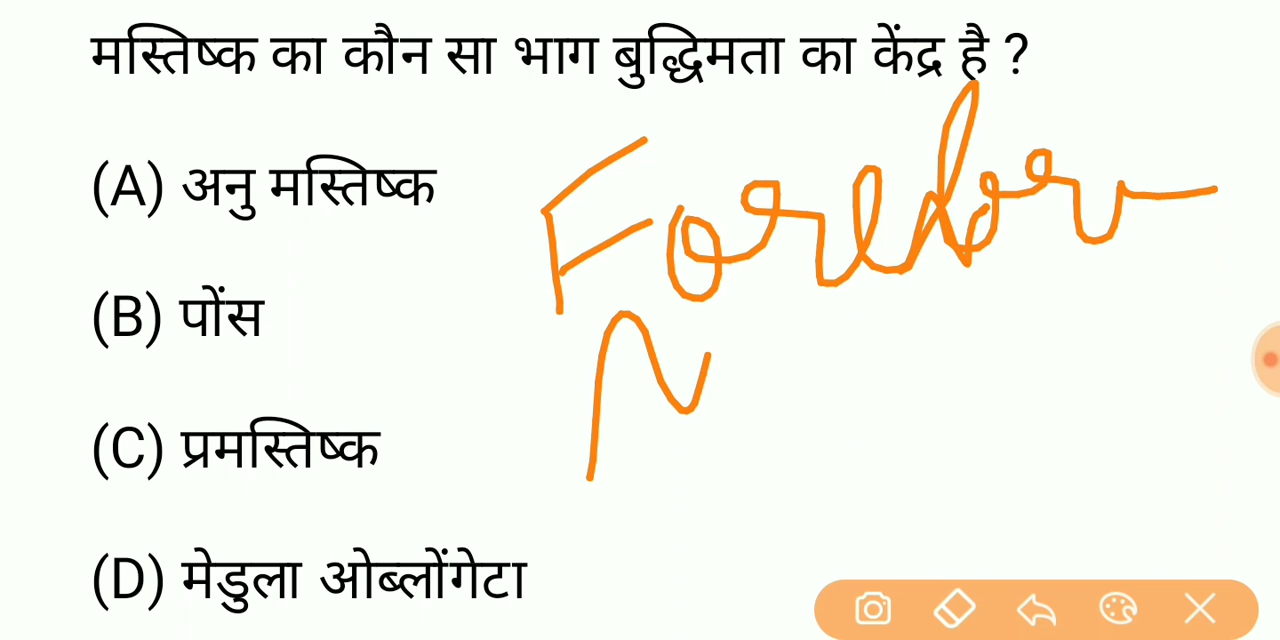 मस्तिष्क का कौन सा भाग बुद्धिमता का केंद्र है ?
(A) अनु मस्तिष्क
(B) पोंस
(C) प्रमस्तिष्क
(D) मेडुला ओब्लोंगेटा